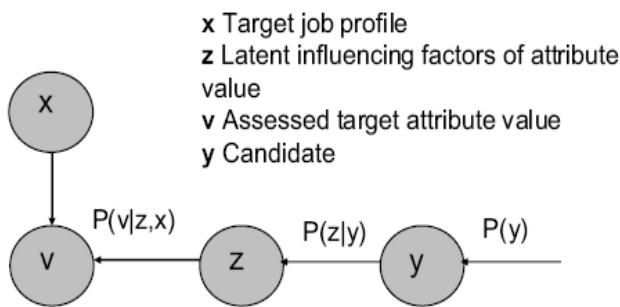 x Target job profile
z Latent influencing factors of attribute
value
v Assessed target attribute value
y Candidate
x
P(v|z,x)
P(z|y)
P(y)
v
z
y